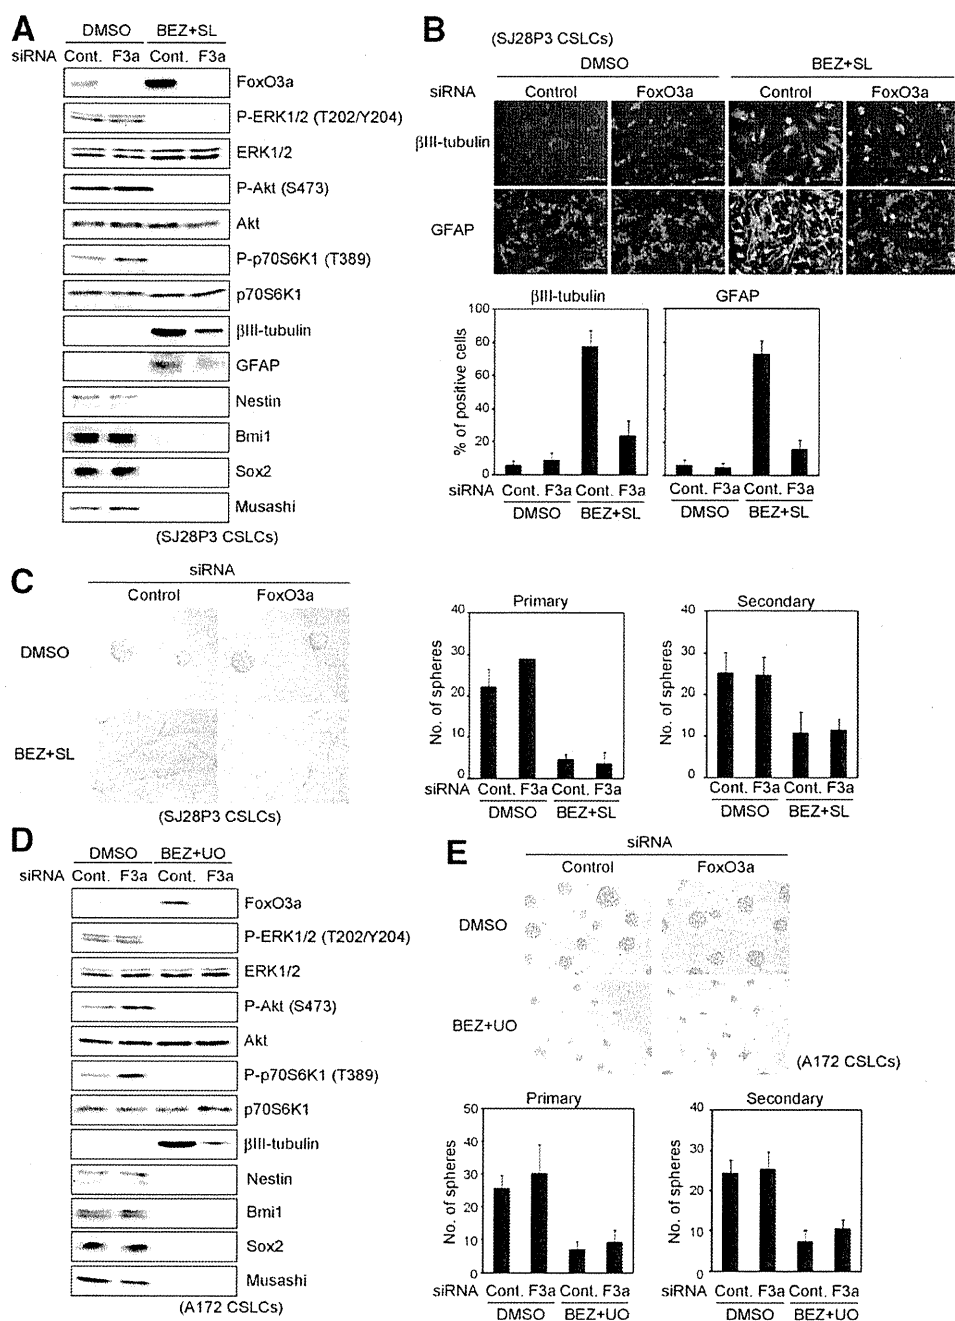 A
DMSO BEZ+SL
siRNA Cont. F3a Cont. F3a
FoxO3a
P-ERK1/2 (T202/Y204)
ERK1/2
P-Akt (S473)
Akt
P-p70S6K1 (T389)
p70S6K1
βIII-tubulin
GFAP
Nestin
Bmi1
Sox2
Musashi
(SJ28P3 CSLCs)
B
(SJ28P3 CSLCs)
DMSO BEZ+SL
siRNA Control FoxO3a Control FoxO3a
βIII-tubulin
GFAP
βIII-tubulin GFAP
% of positive cells
100
80
60
40
20
0
siRNA Cont. F3a Cont. F3a Cont. F3a Cont. F3a
DMSO BEZ+SL DMSO BEZ+SL
C
siRNA
Control FoxO3a
DMSO
BEZ+SL
(SJ28P3 CSLCs)
Primary
No. of spheres
40
30
20
10
0
siRNA Cont. F3a Cont. F3a
DMSO BEZ+SL
Secondary
No. of spheres
40
30
20
10
0
Cont. F3a Cont. F3a
DMSO BEZ+SL
D
DMSO BEZ+UO
siRNA Cont. F3a Cont. F3a
FoxO3a
P-ERK1/2 (T202/Y204)
ERK1/2
P-Akt (S473)
Akt
P-p70S6K1 (T389)
p70S6K1
βIII-tubulin
Nestin
Bmi1
Sox2
Musashi
(A172 CSLCs)
E
siRNA
Control FoxO3a
DMSO
BEZ+UO
(A172 CSLCs)
Primary
No. of spheres
50
40
30
20
10
0
siRNA Cont. F3a Cont. F3a
DMSO BEZ+UO
Secondary
No. of spheres
40
30
20
10
0
Cont. F3a Cont. F3a
DMSO BEZ+UO